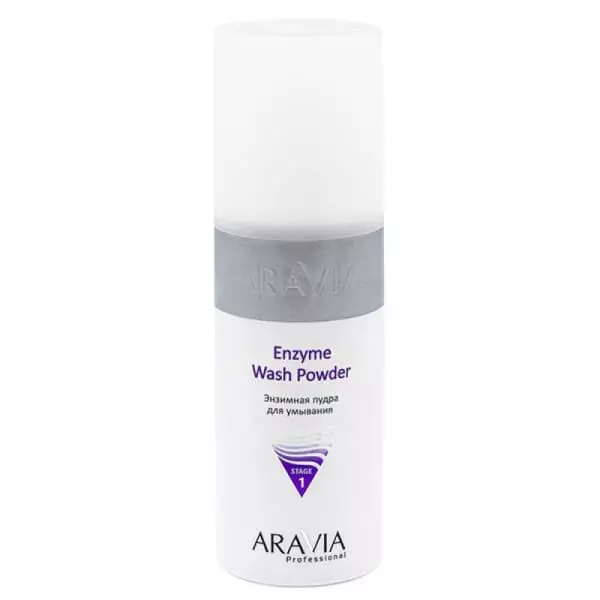 ARAVIA
Enzyme
Wash Powder
Энзимная пудра
для умывания
STAGE
1
ARAVIA
Professional